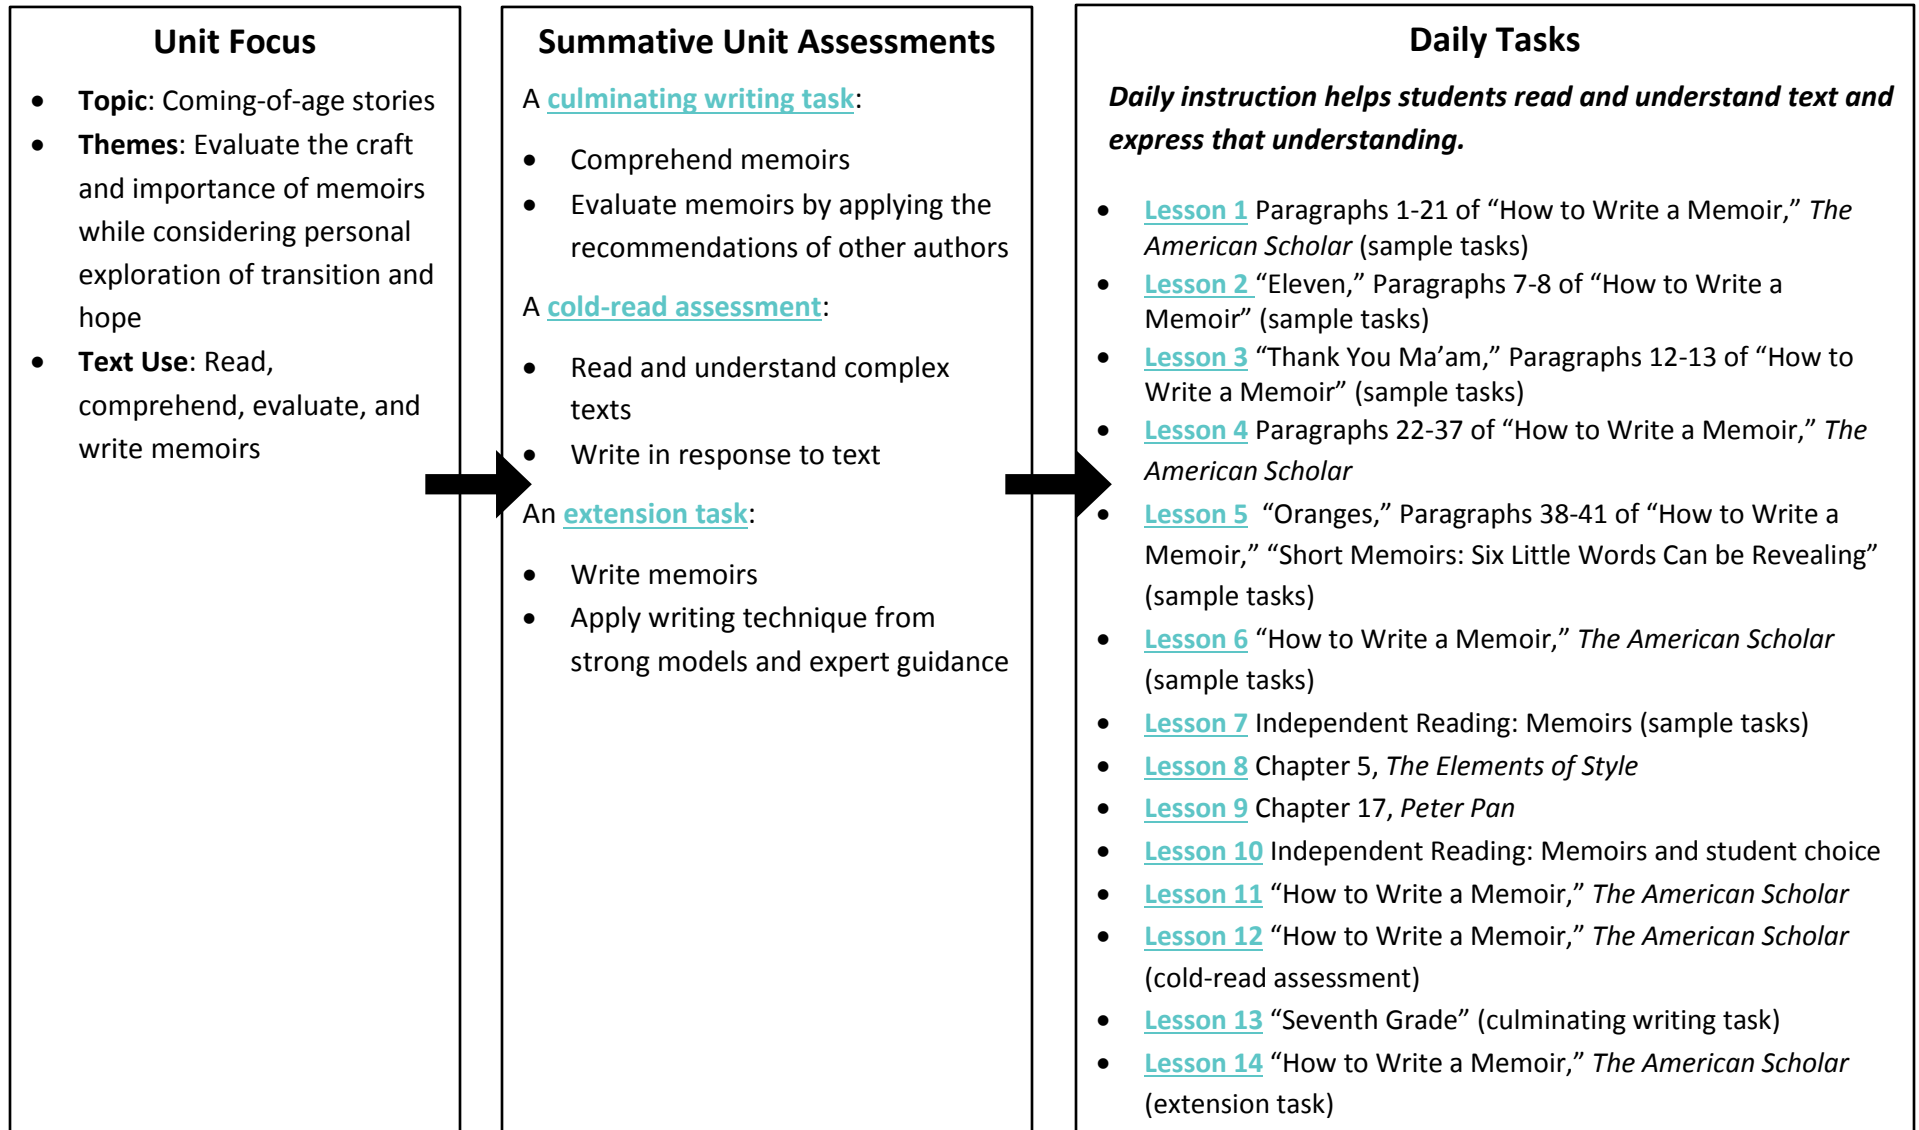 Unit Focus
• Topic: Coming-of-age stories
• Themes: Evaluate the craft
and importance of memoirs
while considering personal
exploration of transition and
hope
• Text Use: Read,
comprehend, evaluate, and
write memoirs
Summative Unit Assessments
A culminating writing task:
• Comprehend memoirs
• Evaluate memoirs by applying the
recommendations of other authors
A cold-read assessment:
• Read and understand complex
texts
• Write in response to text
An extension task:
• Write memoirs
• Apply writing technique from
strong models and expert guidance
Daily Tasks
Daily instruction helps students read and understand text and
express that understanding.
• Lesson 1 Paragraphs 1-21 of “How to Write a Memoir,” The
American Scholar (sample tasks)
• Lesson 2 “Eleven,” Paragraphs 7-8 of “How to Write a
Memoir” (sample tasks)
• Lesson 3 “Thank You Ma’am,” Paragraphs 12-13 of “How to
Write a Memoir” (sample tasks)
• Lesson 4 Paragraphs 22-37 of “How to Write a Memoir,” The
American Scholar
• Lesson 5 “Oranges,” Paragraphs 38-41 of “How to Write a
Memoir,” “Short Memoirs: Six Little Words Can be Revealing”
(sample tasks)
• Lesson 6 “How to Write a Memoir,” The American Scholar
(sample tasks)
• Lesson 7 Independent Reading: Memoirs (sample tasks)
• Lesson 8 Chapter 5, The Elements of Style
• Lesson 9 Chapter 17, Peter Pan
• Lesson 10 Independent Reading: Memoirs and student choice
• Lesson 11 “How to Write a Memoir,” The American Scholar
• Lesson 12 “How to Write a Memoir,” The American Scholar
(cold-read assessment)
• Lesson 13 “Seventh Grade” (culminating writing task)
• Lesson 14 “How to Write a Memoir,” The American Scholar
(extension task)